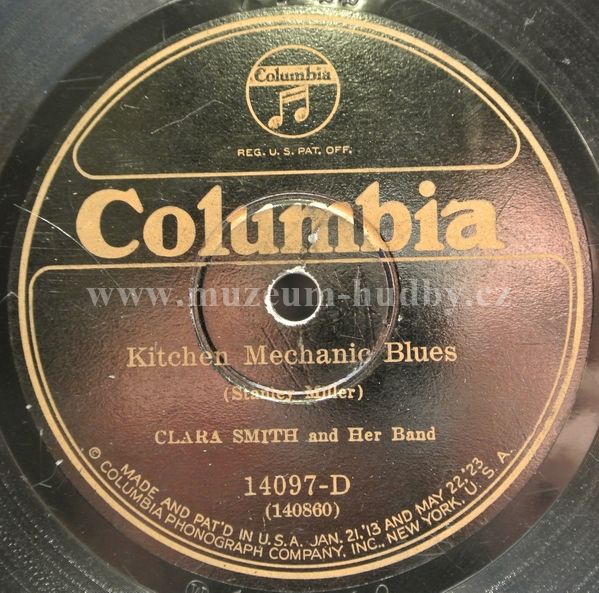 Columbia
REG. U. S. PAT. OFF.
Columbia
www.muzeum-hudby.cz
Kitchen Mechanic Blues
(Stanley Miller)
CLARA SMITH and Her Band
14097-D
(140860)
MADE AND PAT'D IN U.S.A. JAN. 21,'13 AND MAY 22,'23
© COLUMBIA PHONOGRAPH COMPANY, INC., NEW YORK, U. S. A.